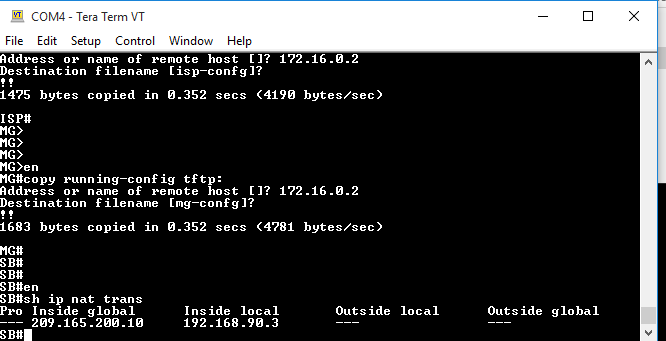 COM4 - Tera Term VT
File Edit Setup Control Window Help
Address or name of remote host []? 172.16.0.2
Destination filename [isp-confg]?
!!
1475 bytes copied in 0.352 secs (4190 bytes/sec)
ISP#
MG>
MG>
MG>
MG>en
MG#copy running-config tftp:
Address or name of remote host []? 172.16.0.2
Destination filename [mg-confg]?
!!
1683 bytes copied in 0.352 secs (4781 bytes/sec)
MG#
SB#
SB#
SB#en
SB#sh ip nat trans
Pro Inside global Inside local Outside local Outside global
--- 209.165.200.10 192.168.90.3 --- ---
SB#